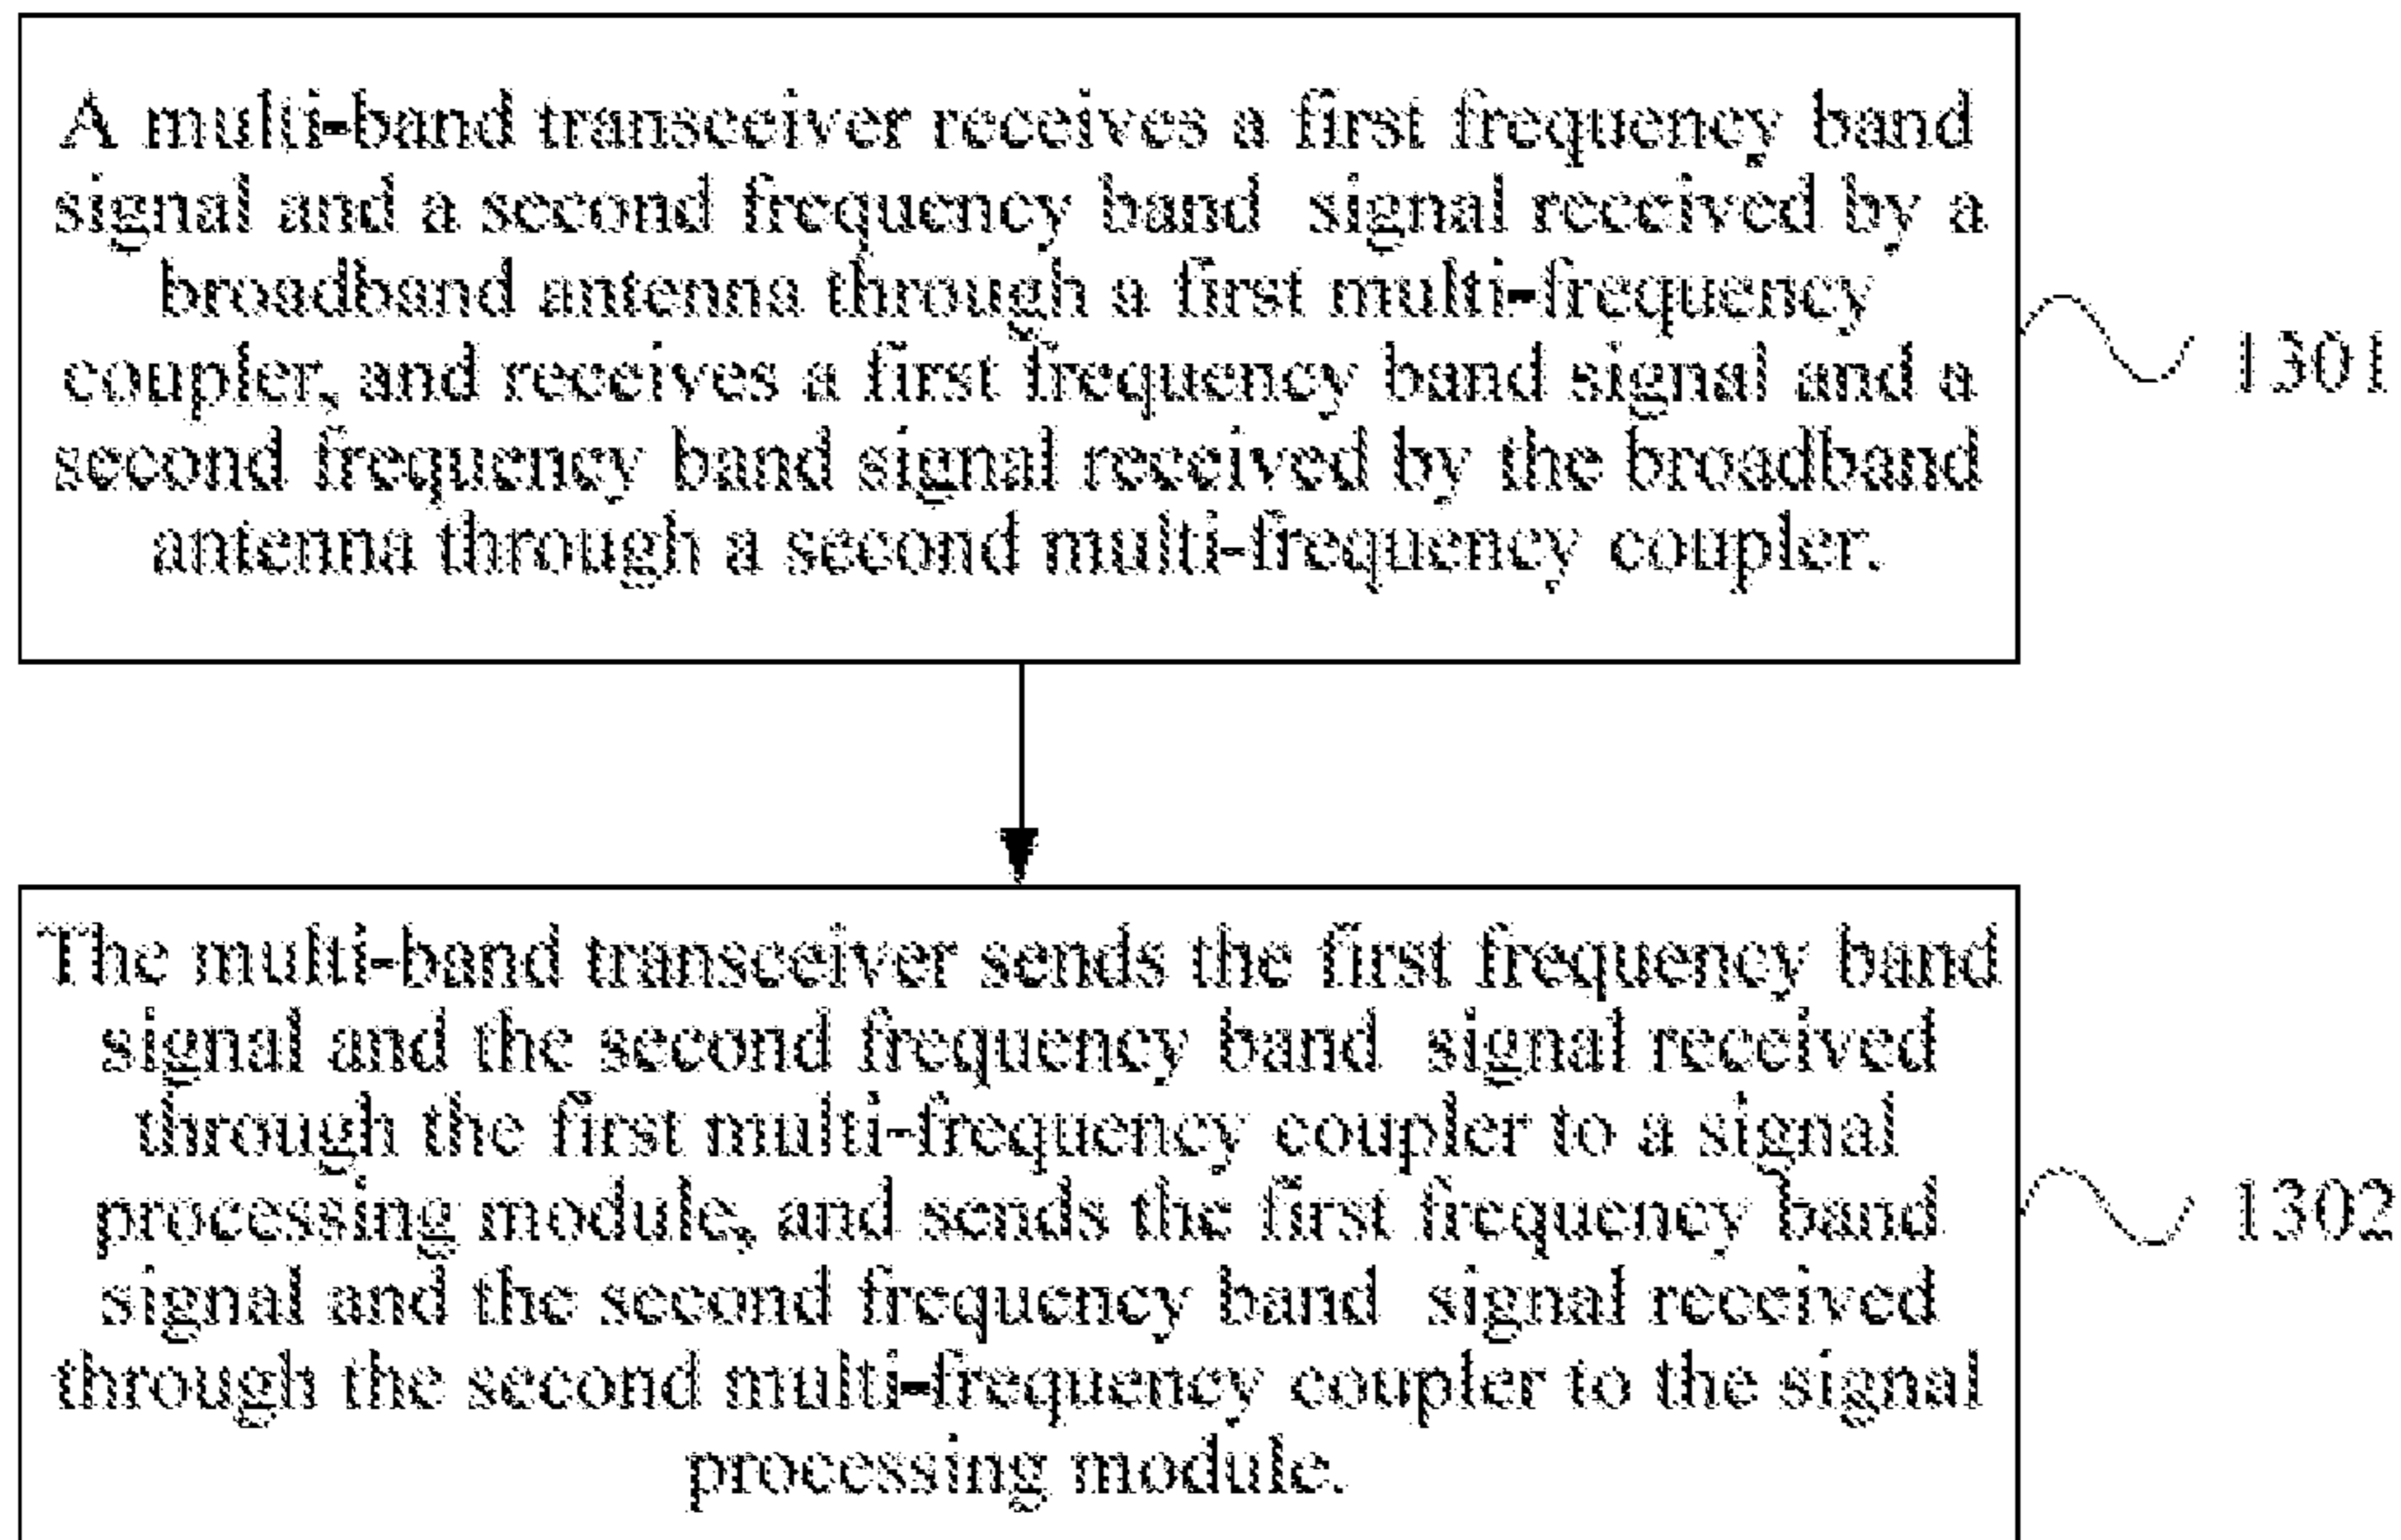 A multi-band transceiver receives a first frequency band
signal and a second frequency band signal received by a
broadband antenna through a first multi-frequency
coupler, and receives a first frequency band signal and a
second frequency band signal received by the broadband
antenna through a second multi-frequency coupler.
1301
The multi-band transceiver sends the first frequency band
signal and the second frequency band signal received
through the first multi-frequency coupler to a signal
processing module, and sends the first frequency band
signal and the second frequency band signal received
through the second multi-frequency coupler to the signal
processing module.
1302